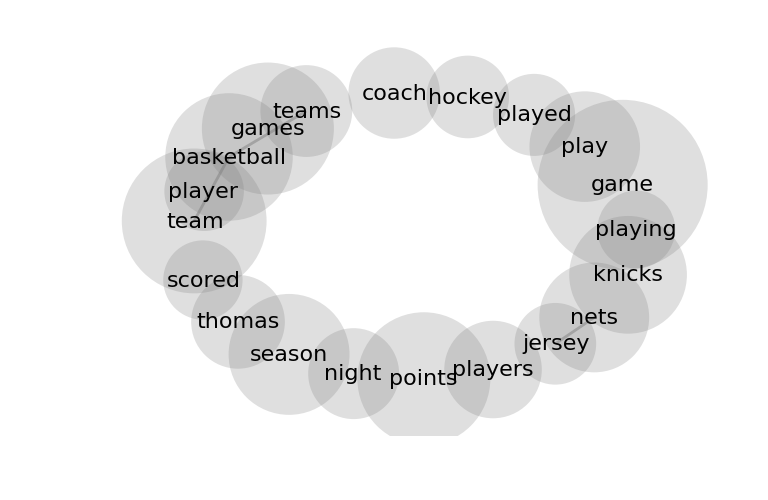 coach
hockey
teams
played
games
play
basketball
game
player
team
playing
knicks
scored
nets
thomas
jersey
season
players
night
points